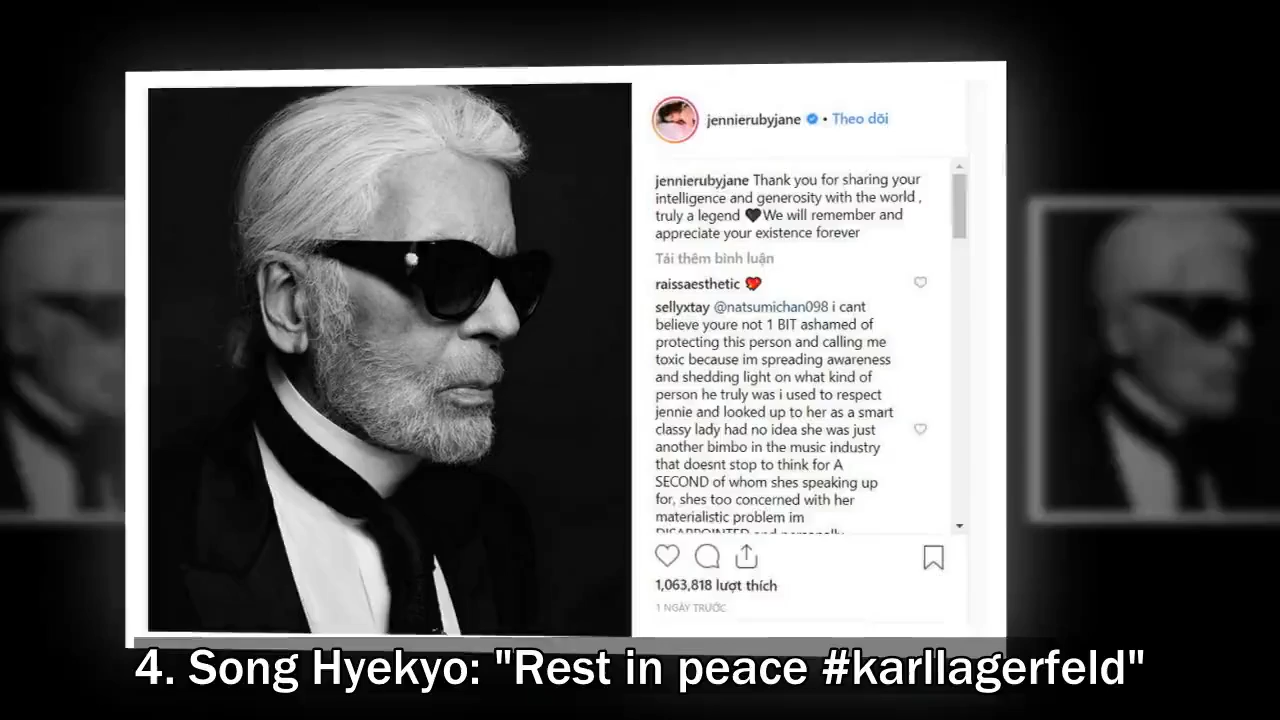 jennierubyjane • Theo dõi
jennierubyjane Thank you for sharing your
intelligence and generosity with the world ,
truly a legend 🖤We will remember and
appreciate your existence forever
Tải thêm bình luận
raissaesthetic 💖
sellyxtay @natsumichan098 i cant
believe youre not 1 BIT ashamed of
protecting this person and calling me
toxic because im spreading awareness
and shedding light on what kind of
person he truly was i used to respect
jennie and looked up to her as a smart
classy lady had no idea she was just
another bimbo in the music industry
that doesnt stop to think for A
SECOND of whom shes speaking up
for, shes too concerned with her
materialistic problem im
DISAPPOINTED and personally
1,063,818 lượt thích
1 NGÀY TRƯỚC
4. Song Hyekyo: "Rest in peace #karllagerfeld"